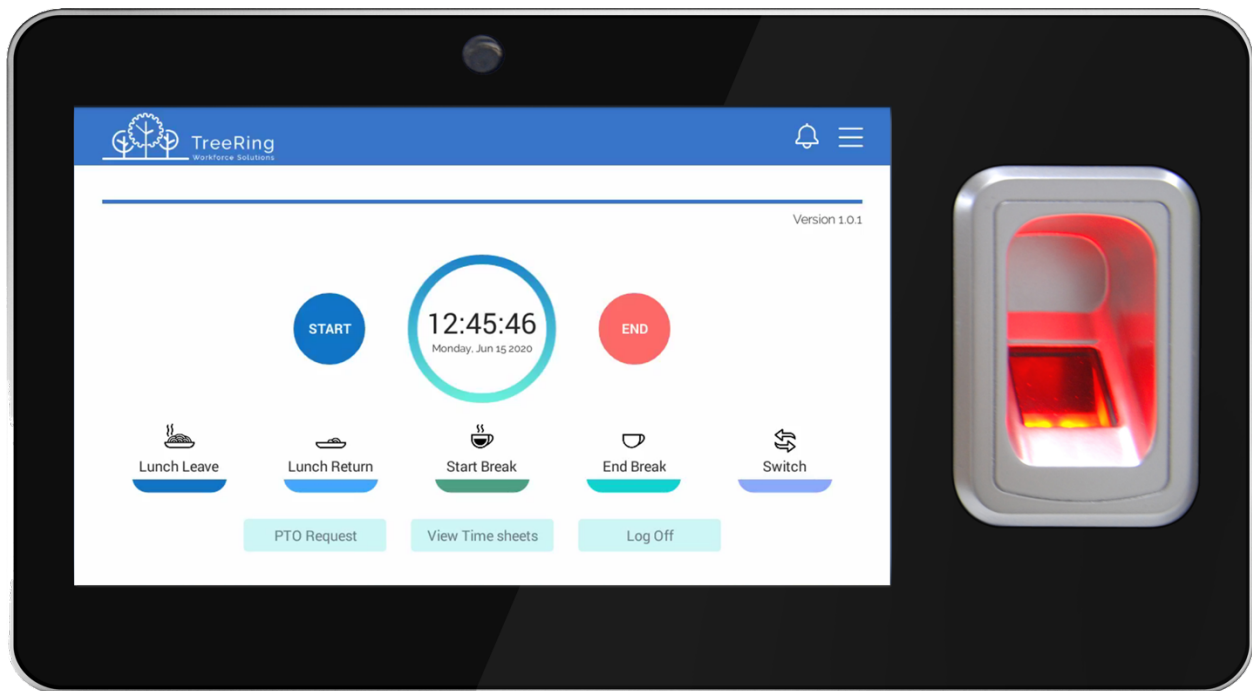 TreeRing
Workforce Solutions
Version 1.0.1
START
12:45:46
Monday, Jun 15 2020
END
Lunch Leave
Lunch Return
Start Break
End Break
Switch
PTO Request
View Time sheets
Log Off